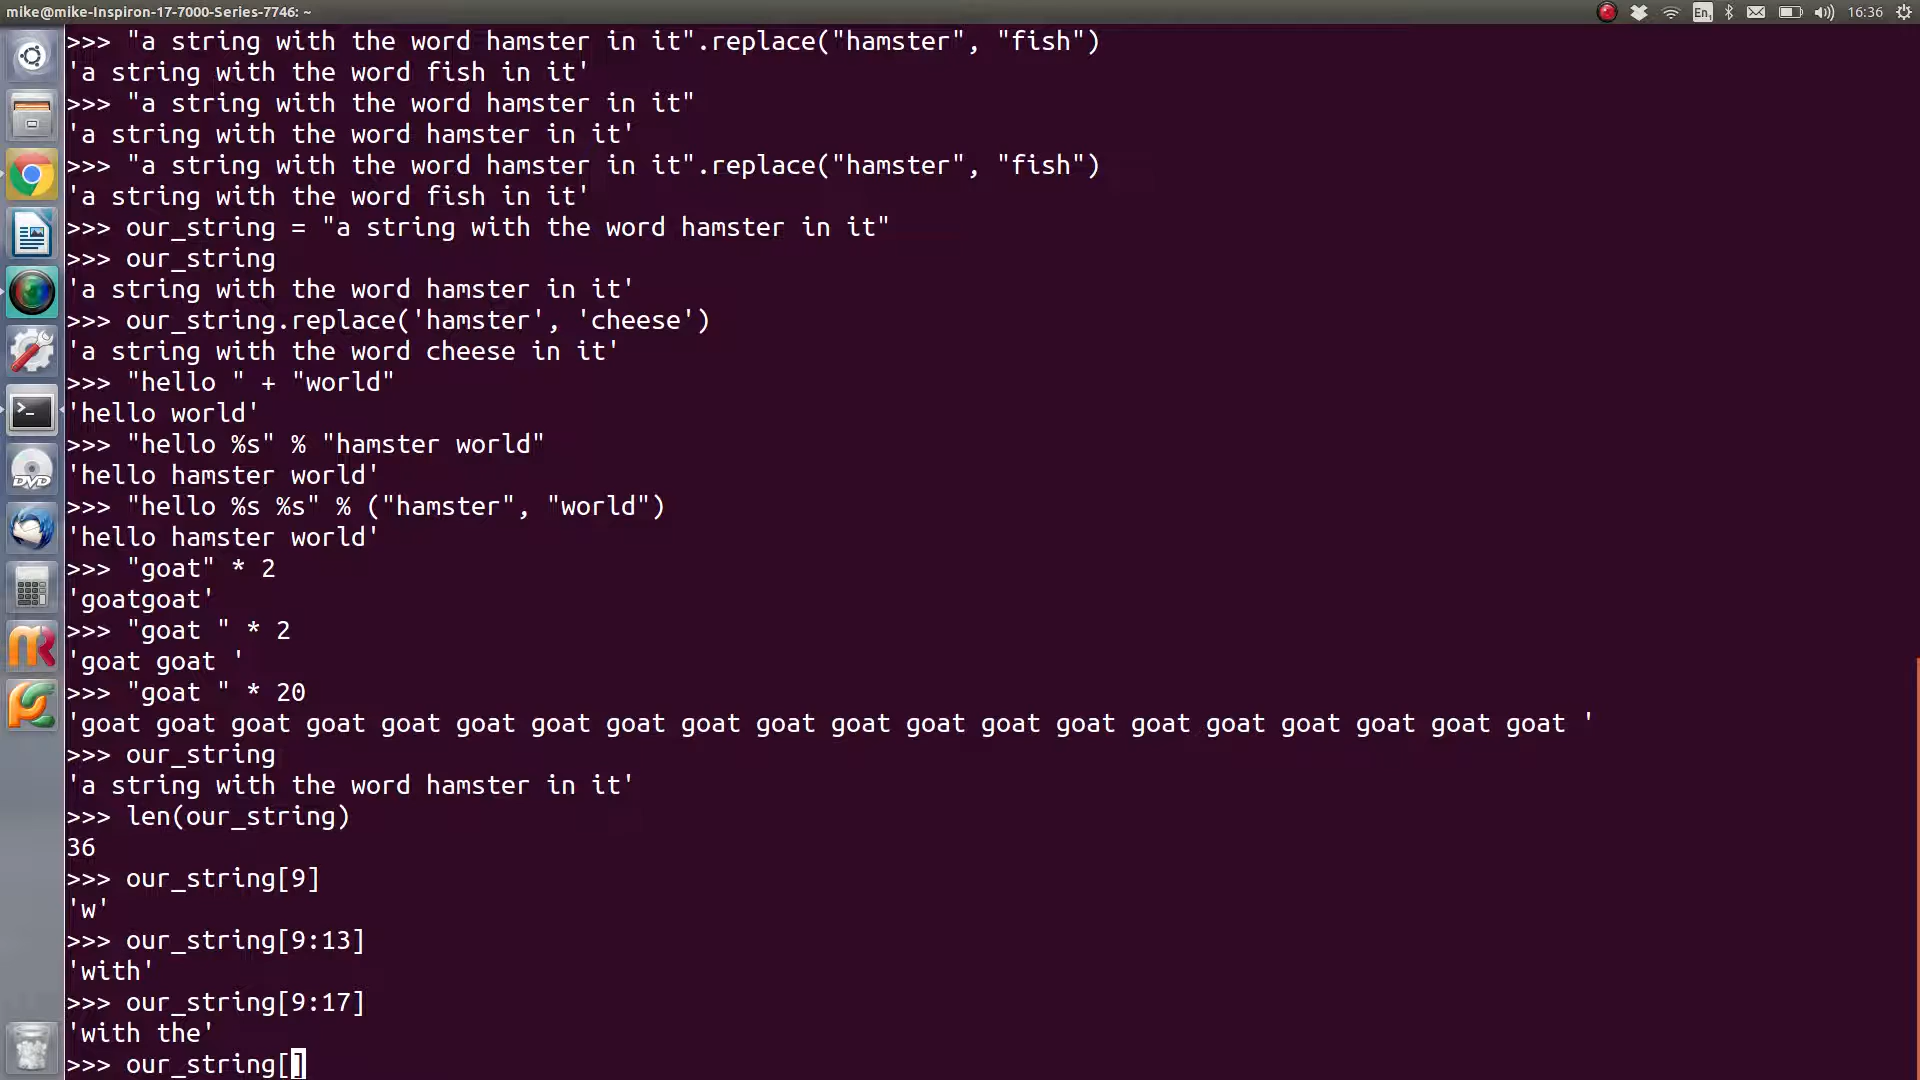 mike@mike-Inspiron-17-7000-Series-7746: ~
En1
16:36
>>> "a string with the word hamster in it".replace("hamster", "fish")
'a string with the word fish in it'
>>> "a string with the word hamster in it"
'a string with the word hamster in it'
>>> "a string with the word hamster in it".replace("hamster", "fish")
'a string with the word fish in it'
>>> our_string = "a string with the word hamster in it"
>>> our_string
'a string with the word hamster in it'
>>> our_string.replace('hamster', 'cheese')
'a string with the word cheese in it'
>>> "hello " + "world"
'hello world'
>>> "hello %s" % "hamster world"
'hello hamster world'
>>> "hello %s %s" % ("hamster", "world")
'hello hamster world'
>>> "goat" * 2
'goatgoat'
>>> "goat " * 2
'goat goat '
>>> "goat " * 20
'goat goat goat goat goat goat goat goat goat goat goat goat goat goat goat goat goat goat goat goat '
>>> our_string
'a string with the word hamster in it'
>>> len(our_string)
36
>>> our_string[9]
'w'
>>> our_string[9:13]
'with'
>>> our_string[9:17]
'with the'
>>> our_string[]
DVD